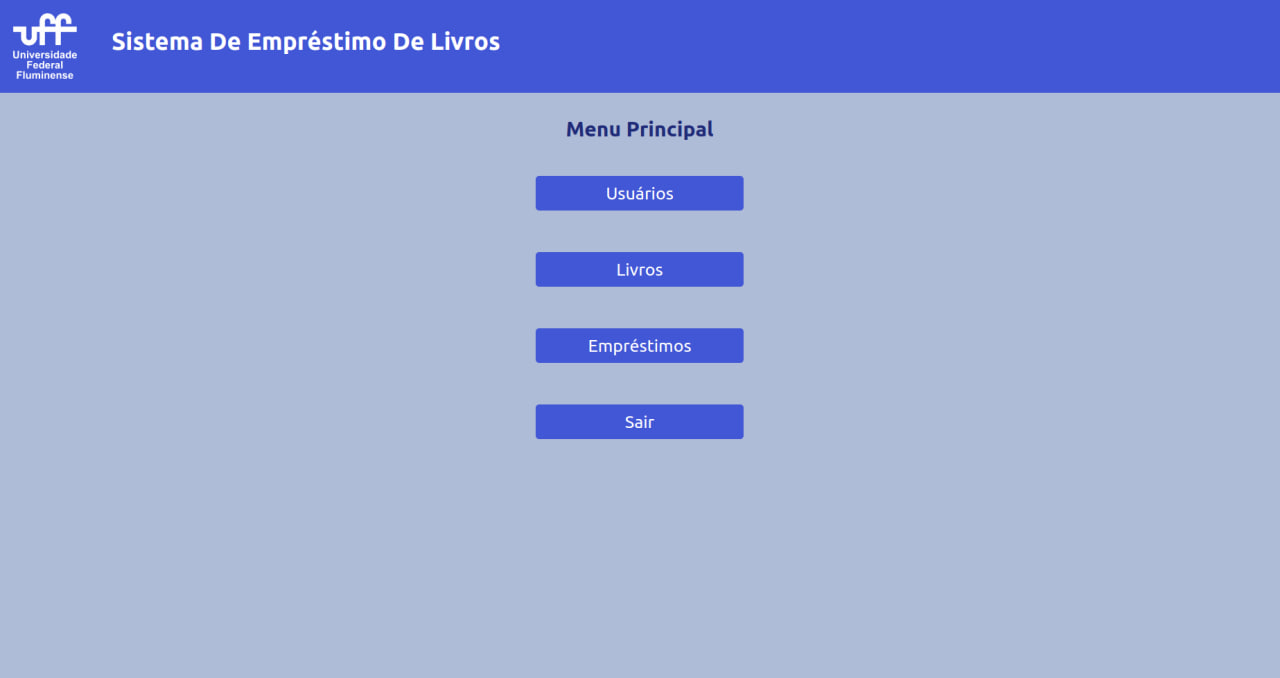 uff
Universidade
Federal
Fluminense
Sistema De Empréstimo De Livros
Menu Principal
Usuários
Livros
Empréstimos
Sair